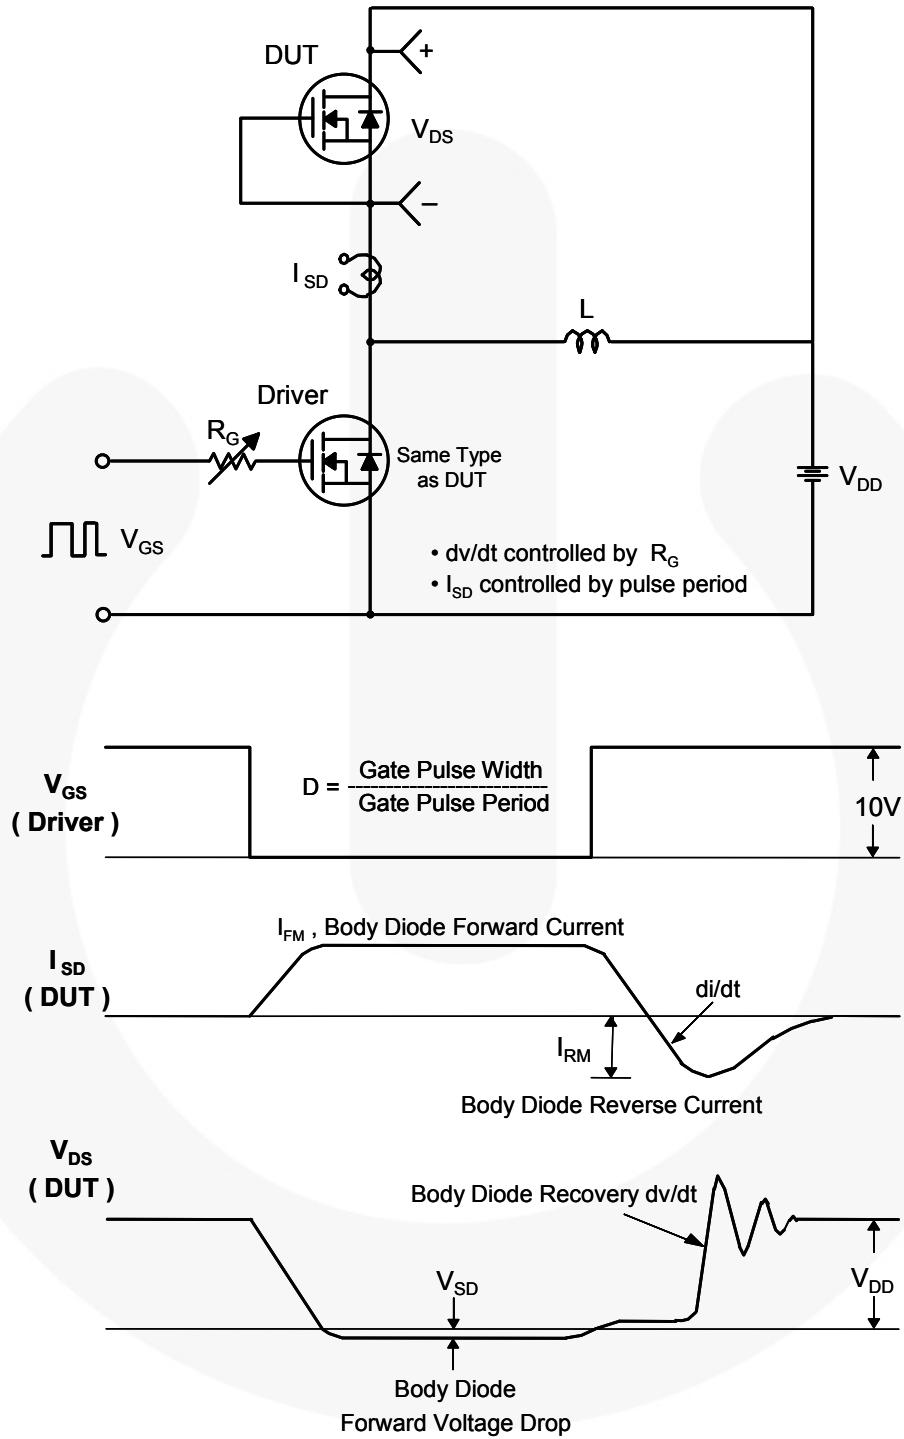 DUT
+
V_DS
−
I_SD
L
Driver
R_G
Same Type
as DUT
V_DD
V_GS
• dv/dt controlled by R_G
• I_SD controlled by pulse period
V_GS
( Driver )
D = Gate Pulse Width
Gate Pulse Period
10V
I_FM , Body Diode Forward Current
I_SD
( DUT )
di/dt
I_RM
Body Diode Reverse Current
V_DS
( DUT )
Body Diode Recovery dv/dt
V_SD
V_DD
Body Diode
Forward Voltage Drop